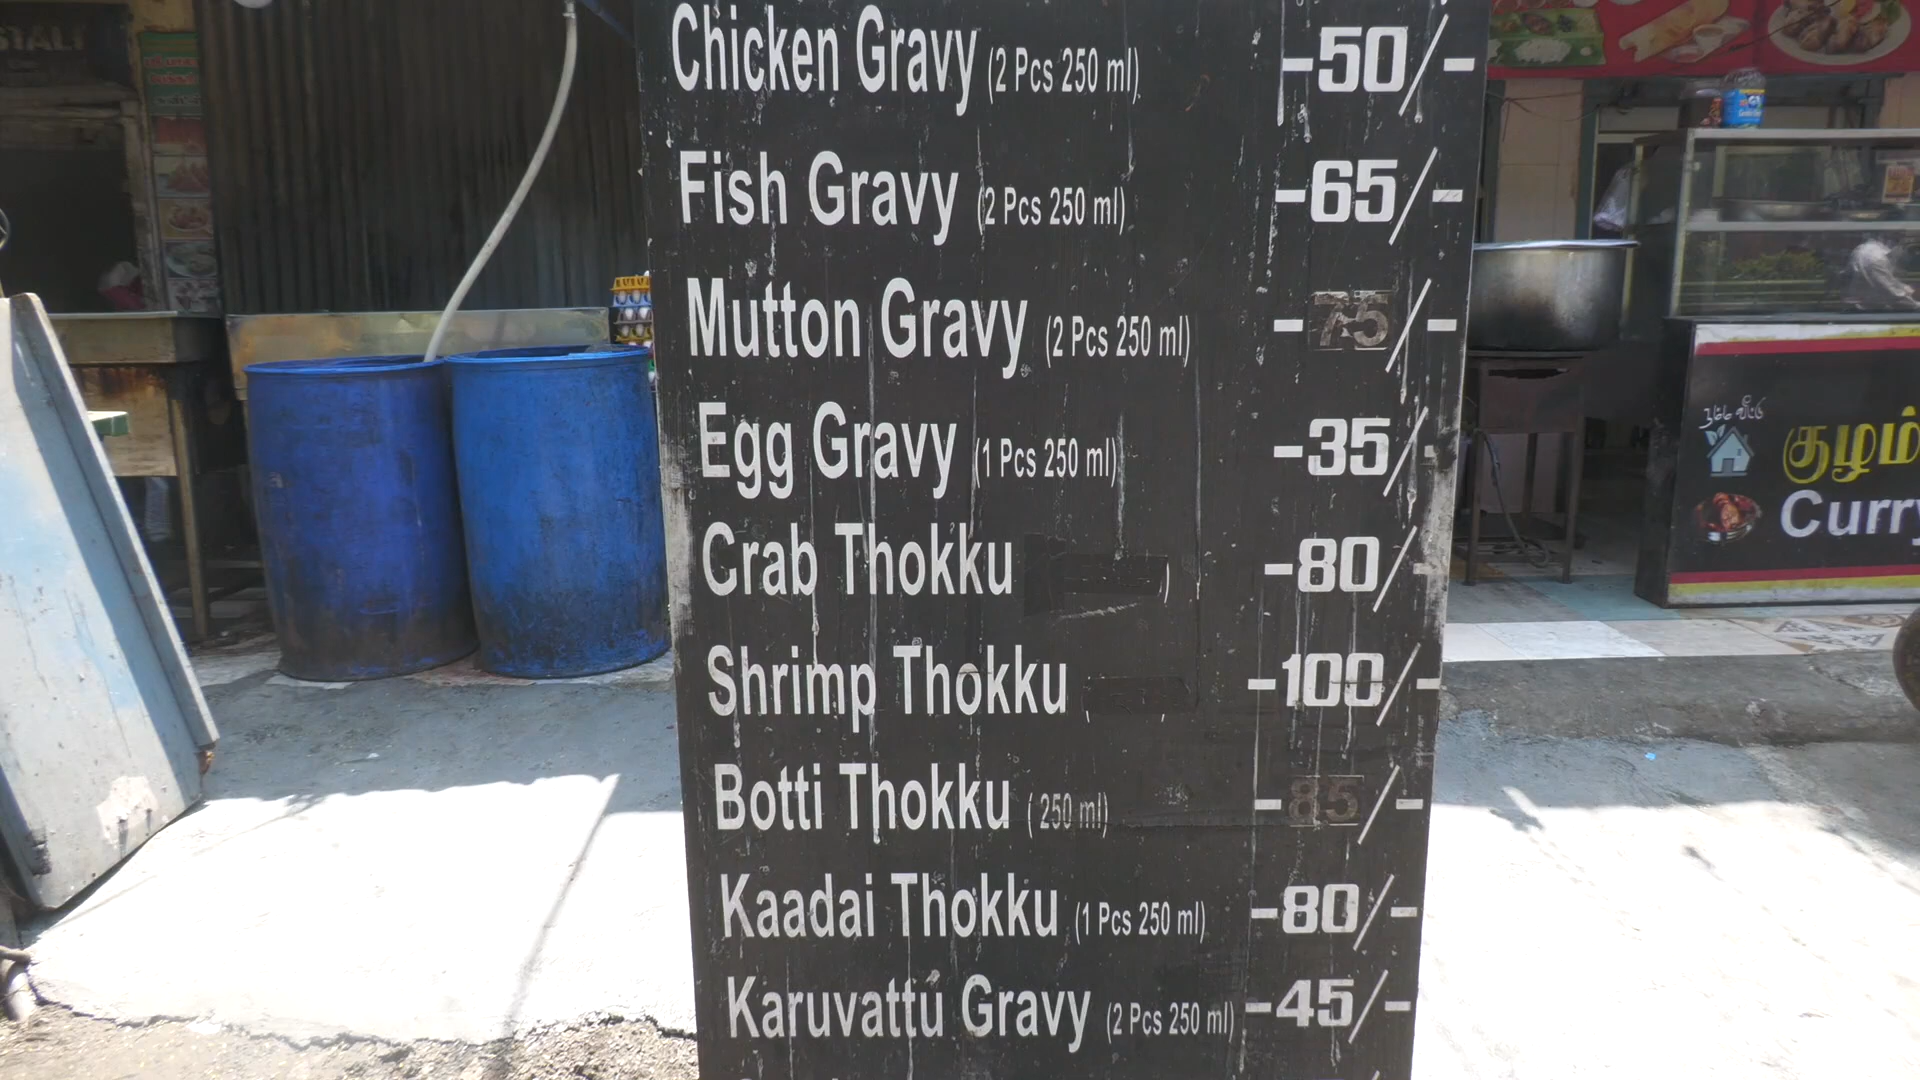 Chicken Gravy (2 Pcs 250 ml) -50/-
Fish Gravy (2 Pcs 250 ml) -65/-
Mutton Gravy (2 Pcs 250 ml) -75/-
Egg Gravy (1 Pcs 250 ml) -35/-
Crab Thokku ) -80/-
Shrimp Thokku ( -100/-
Botti Thokku ( 250 ml) -85/-
Kaadai Thokku (1 Pcs 250 ml) -80/-
Karuvattu Gravy (2 Pcs 250 ml) -45/-
குழம்
Curry